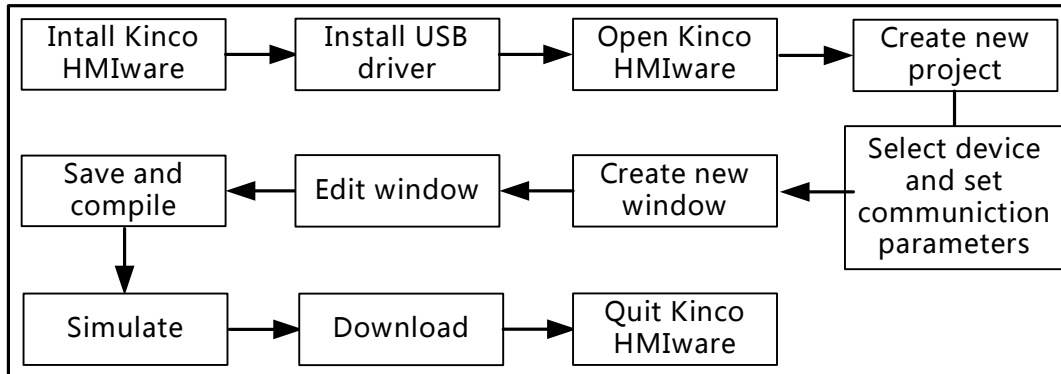 Intall Kinco
HMIware
Install USB
driver
Open Kinco
HMIware
Create new
project
Select device
and set
communiction
parameters
Create new
window
Edit window
Save and
compile
Simulate
Download
Quit Kinco
HMIware